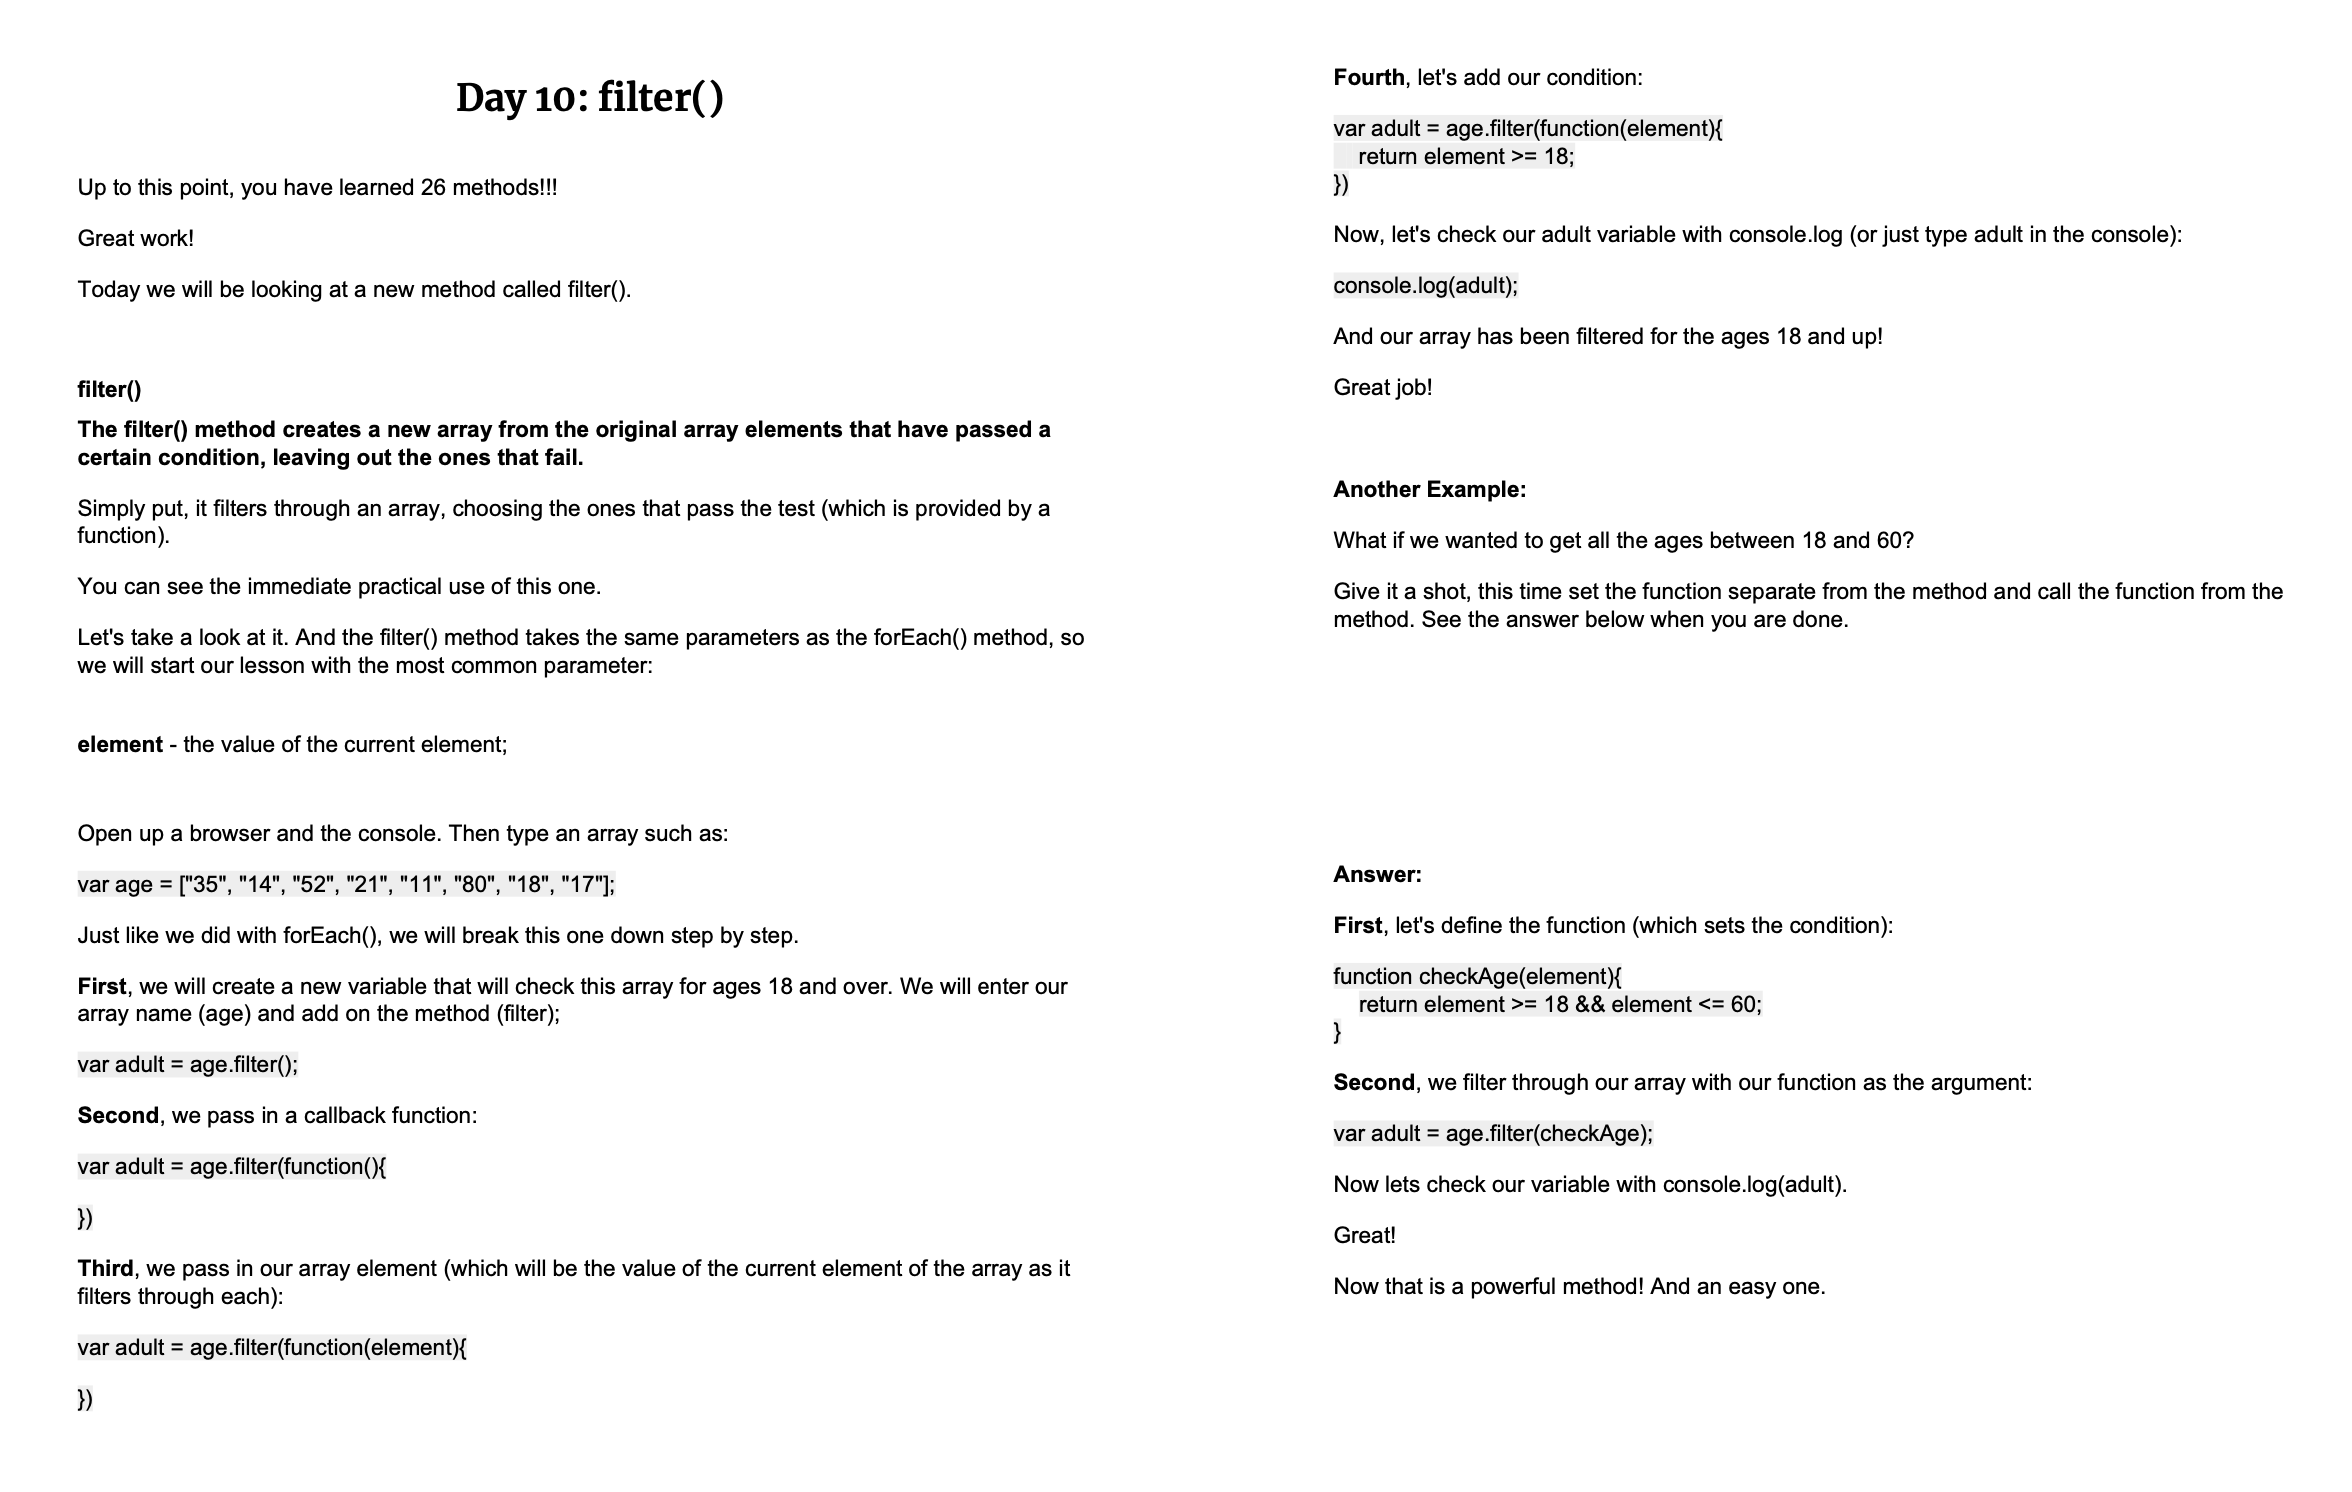 Day 10: filter()
Up to this point, you have learned 26 methods!!!
Great work!
Today we will be looking at a new method called filter().
filter()
The filter() method creates a new array from the original array elements that have passed a
certain condition, leaving out the ones that fail.
Simply put, it filters through an array, choosing the ones that pass the test (which is provided by a
function).
You can see the immediate practical use of this one.
Let's take a look at it. And the filter() method takes the same parameters as the forEach() method, so
we will start our lesson with the most common parameter:
element - the value of the current element;
Open up a browser and the console. Then type an array such as:
var age = ["35", "14", "52", "21", "11", "80", "18", "17"];
Just like we did with forEach(), we will break this one down step by step.
First, we will create a new variable that will check this array for ages 18 and over. We will enter our
array name (age) and add on the method (filter);
var adult = age.filter();
Second, we pass in a callback function:
var adult = age.filter(function(){
})
Third, we pass in our array element (which will be the value of the current element of the array as it
filters through each):
var adult = age.filter(function(element){
})
Fourth, let's add our condition:
var adult = age.filter(function(element){
return element >= 18;
})
Now, let's check our adult variable with console.log (or just type adult in the console):
console.log(adult);
And our array has been filtered for the ages 18 and up!
Great job!
Another Example:
What if we wanted to get all the ages between 18 and 60?
Give it a shot, this time set the function separate from the method and call the function from the
method. See the answer below when you are done.
Answer:
First, let's define the function (which sets the condition):
function checkAge(element){
return element >= 18 && element <= 60;
}
Second, we filter through our array with our function as the argument:
var adult = age.filter(checkAge);
Now lets check our variable with console.log(adult).
Great!
Now that is a powerful method! And an easy one.